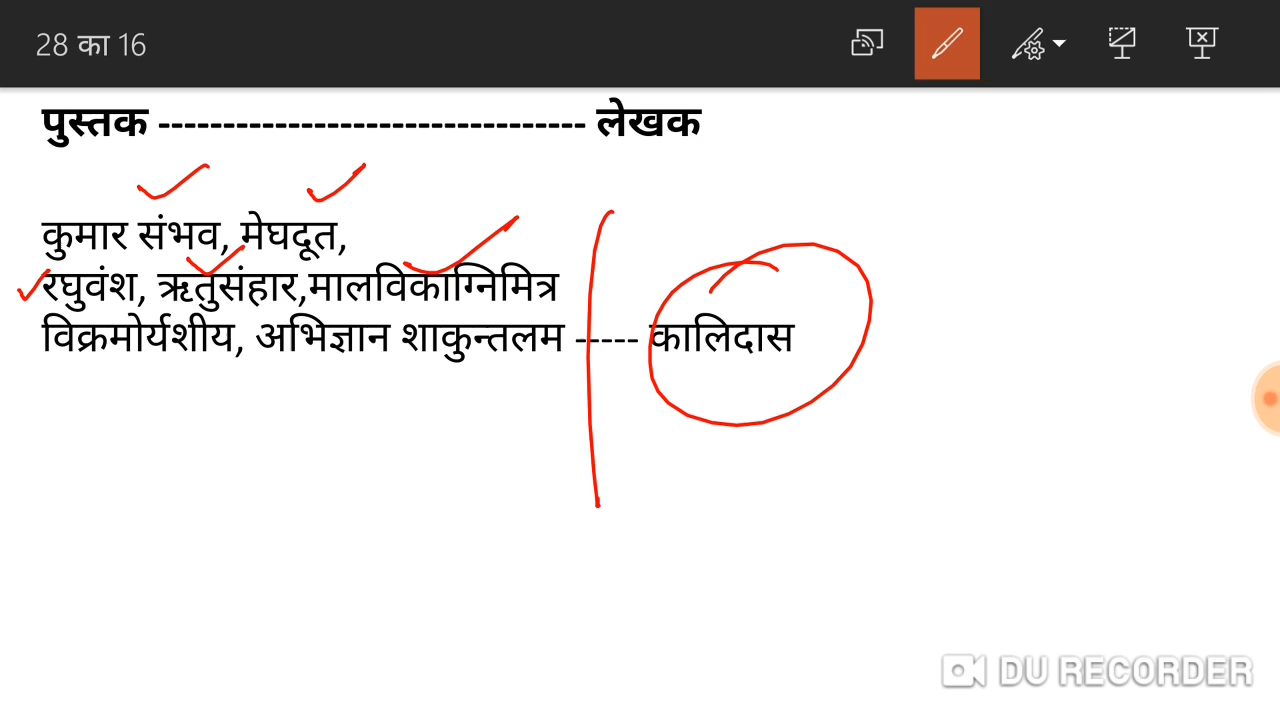 28 का 16
पुस्तक --------------------------------- लेखक
कुमार संभव, मेघदूत,
रघुवंश, ऋतुसंहार,मालविकाग्निमित्र
विक्रमोर्यशीय, अभिज्ञान शाकुन्तलम ----- कालिदास
DU RECORDER